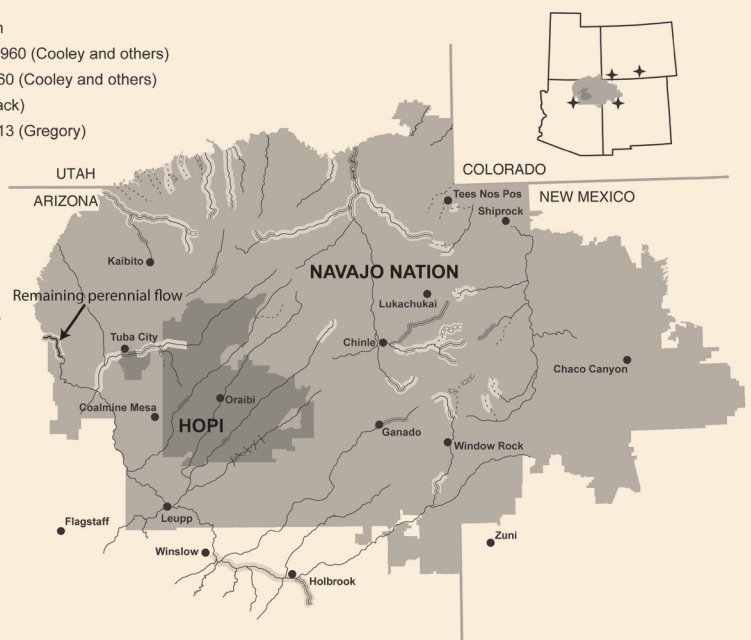 960 (Cooley and others)
60 (Cooley and others)
13 (Gregory)
UTAH
COLORADO
ARIZONA
NEW MEXICO
Tees Nos Pos
Shiprock
Kaibito
NAVAJO NATION
Remaining perennial flow
Lukachukai
Tuba City
Chinle
Chaco Canyon
Coalmine Mesa
Oraibi
HOPI
Ganado
Window Rock
Leupp
Flagstaff
Zuni
Winslow
Holbrook